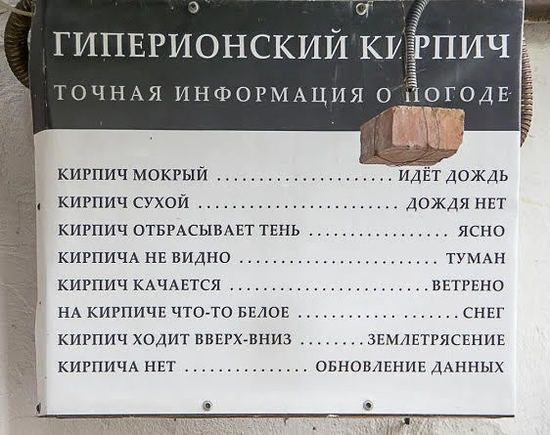 ГИПЕРИОНСКИЙ КИРПИЧ
ТОЧНАЯ ИНФОРМАЦИЯ О ПОГОДЕ
КИРПИЧ МОКРЫЙ ..................... ИДЁТ ДОЖДЬ
КИРПИЧ СУХОЙ ....................... ДОЖДЯ НЕТ
КИРПИЧ ОТБРАСЫВАЕТ ТЕНЬ ................ ЯСНО
КИРПИЧА НЕ ВИДНО ........................ ТУМАН
КИРПИЧ КАЧАЕТСЯ ........................ ВЕТРЕНО
НА КИРПИЧЕ ЧТО-ТО БЕЛОЕ .................. СНЕГ
КИРПИЧ ХОДИТ ВВЕРХ-ВНИЗ ........ ЗЕМЛЕТРЯСЕНИЕ
КИРПИЧА НЕТ ............... ОБНОВЛЕНИЕ ДАННЫХ